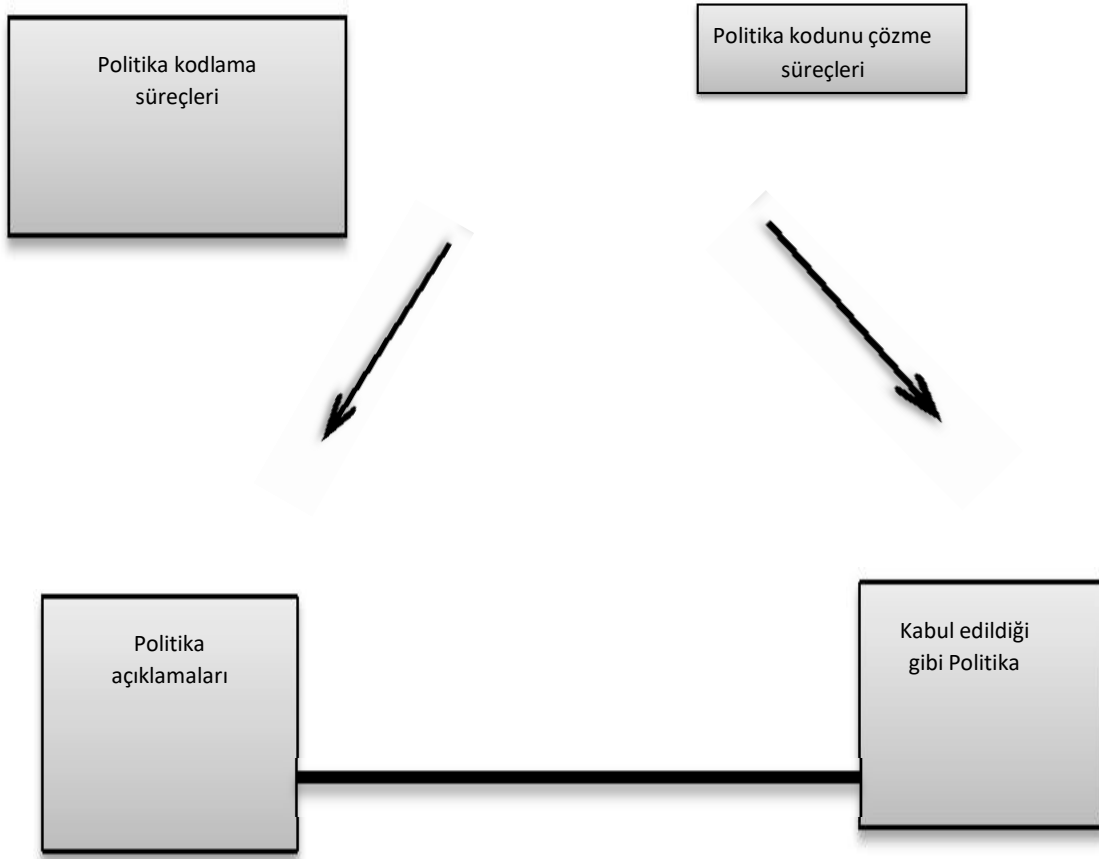 Politika kodlama
süreçleri
Politika kodunu çözme
süreçleri
Politika
açıklamaları
Kabul edildiği
gibi Politika